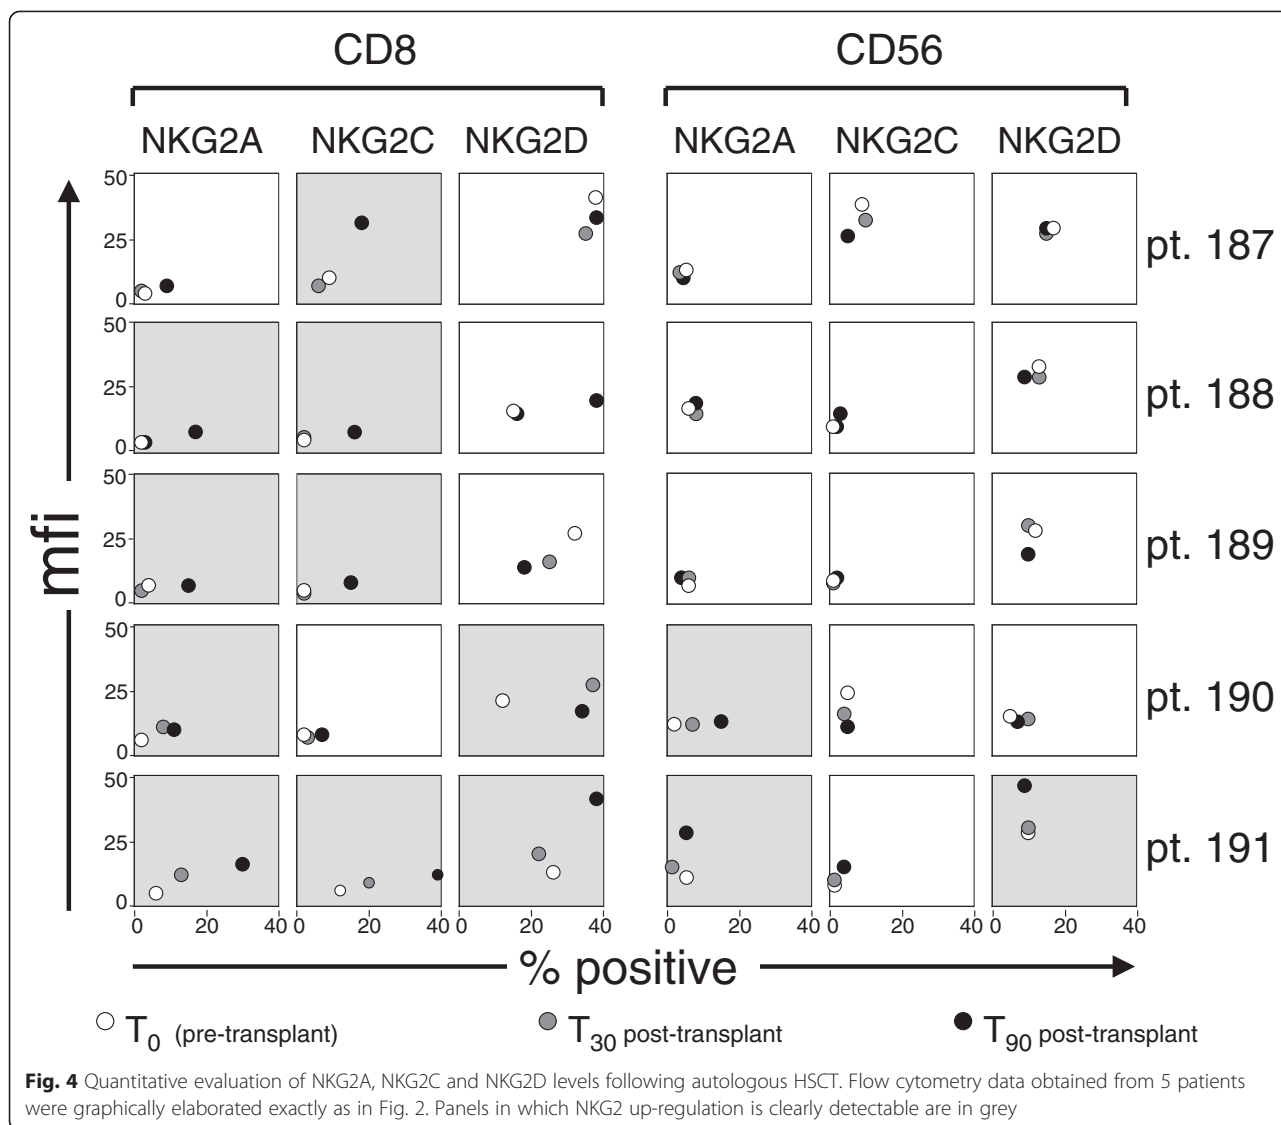 CD8 CD56
NKG2A NKG2C NKG2D NKG2A NKG2C NKG2D
50
25
0
pt. 187
50
25
0
pt. 188
50
25
0
pt. 189
50
25
0
pt. 190
50
25
0
pt. 191
mfi
0 20 40 0 20 40 0 20 40 0 20 40 0 20 40 0 20 40
% positive
T0 (pre-transplant) T30 post-transplant T90 post-transplant
Fig. 4 Quantitative evaluation of NKG2A, NKG2C and NKG2D levels following autologous HSCT. Flow cytometry data obtained from 5 patients
were graphically elaborated exactly as in Fig. 2. Panels in which NKG2 up-regulation is clearly detectable are in grey